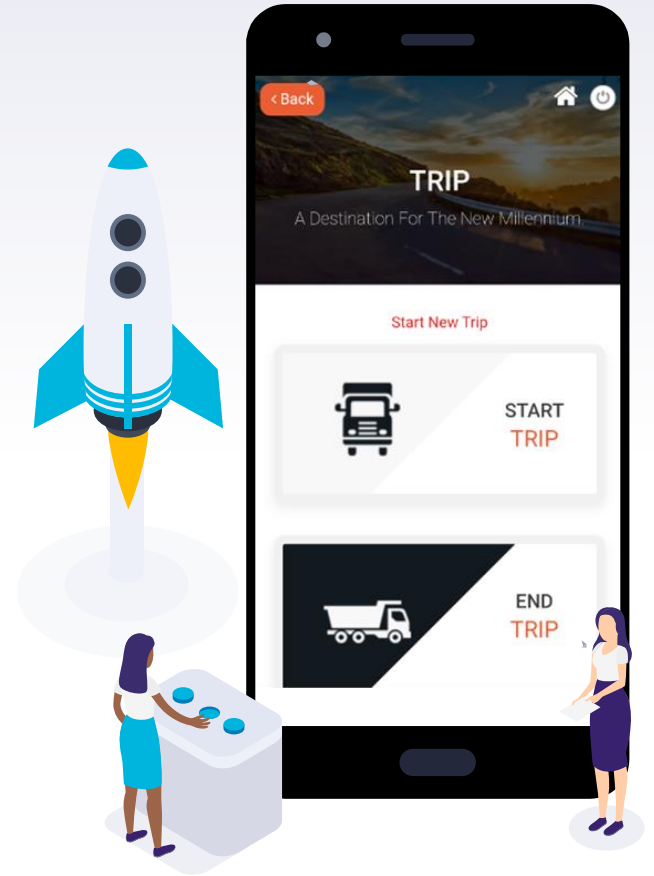 < Back
TRIP
A Destination For The New Millennium.
Start New Trip
START
TRIP
END
TRIP